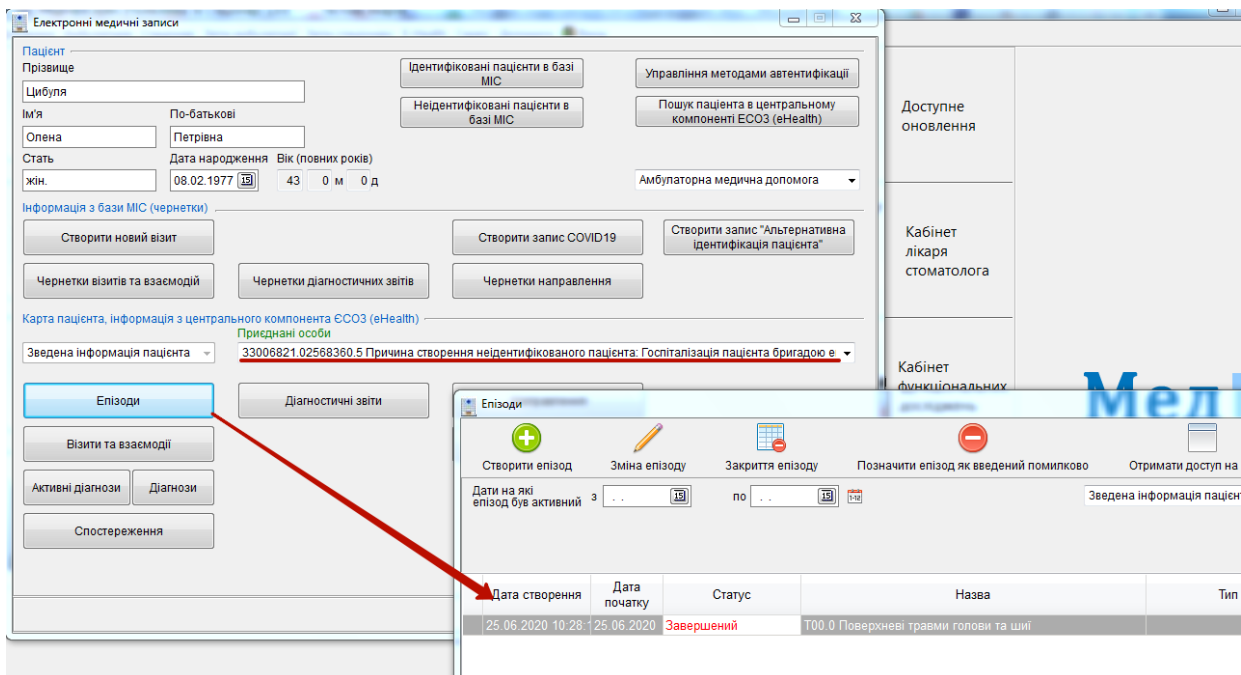 Електронні медичні записи
Пацієнт
Прізвище
Цибуля
Ім'я
По-батькові
Олена
Петрівна
Стать
Дата народження
Вік (повних років)
жін.
08.02.1977
15
43
0 м
0 д
Ідентифіковані пацієнти в базі
МІС
Управління методами автентифікації
Неідентифіковані пацієнти в
базі МІС
Пошук пацієнта в центральному
компоненті ЕСОЗ (eHealth)
Амбулаторна медична допомога
Інформація з бази МІС (чернетки)
Створити новий візит
Створити запис COVID19
Створити запис "Альтернативна
ідентифікація пацієнта"
Чернетки візитів та взаємодій
Чернетки діагностичних звітів
Чернетки направлення
Карта пацієнта, інформація з центрального компонента ЄСОЗ (eHealth)
Приєднані особи
Зведена інформація пацієнта
33006821.02568360.5 Причина створення неідентифікованого пацієнта: Госпіталізація пацієнта бригадою е
Епізоди
Діагностичні звіти
Візити та взаємодії
Активні діагнози
Діагнози
Спостереження
Доступне
оновлення
Кабінет
лікаря
стоматолога
Кабінет
функціональних
Мед
Епізоди
Створити епізод
Зміна епізоду
Закриття епізоду
Позначити епізод як введений помилково
Отримати доступ на
Дати на які
епізод був активний
з . .
15
по . .
15
1-12
Зведена інформація пацієн
Дата створення
Дата
початку
Статус
Назва
Тип
25.06.2020 10:28:
25.06.2020
Завершений
T00.0 Поверхневі травми голови та шиї